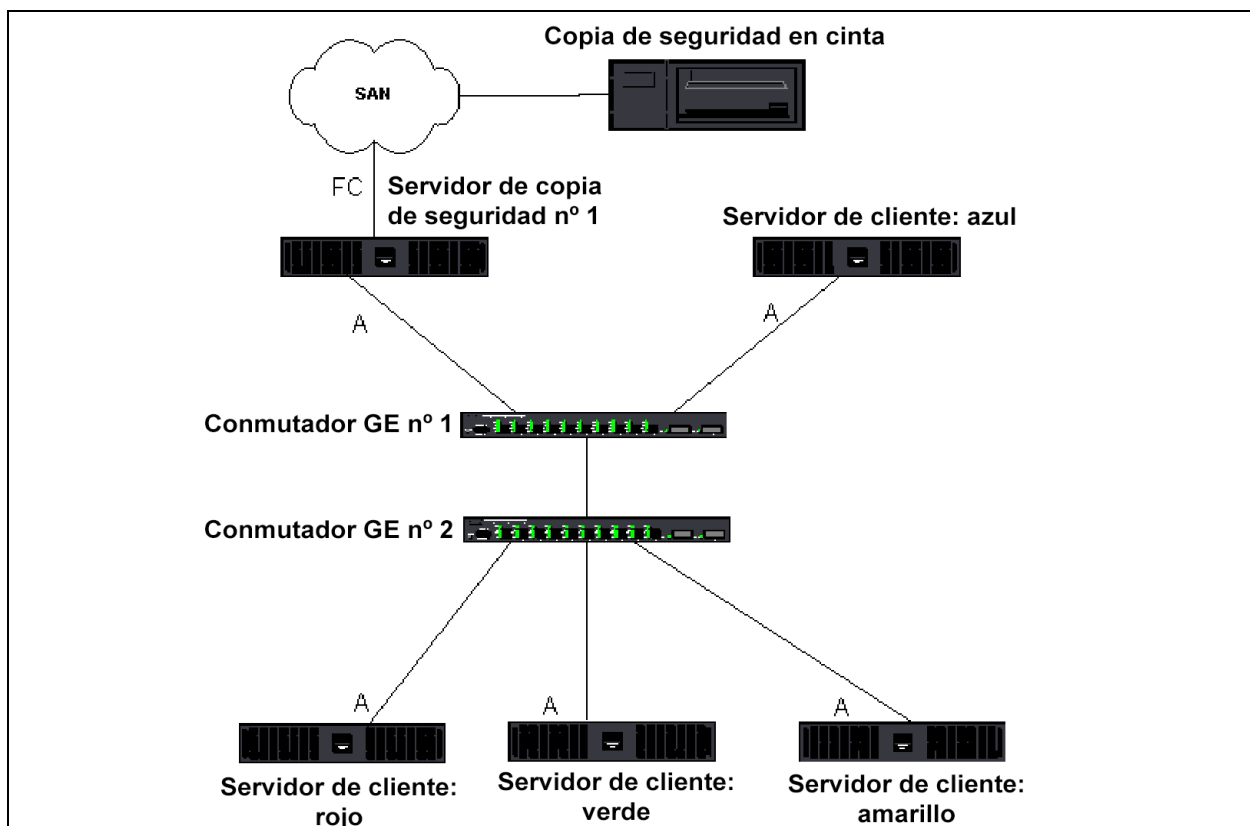 Copia de seguridad en cinta
SAN
FC
Servidor de copia
de seguridad nº 1
Servidor de cliente: azul
A
A
Conmutador GE nº 1
Conmutador GE nº 2
A
A
A
Servidor de cliente:
rojo
Servidor de cliente:
verde
Servidor de cliente:
amarillo